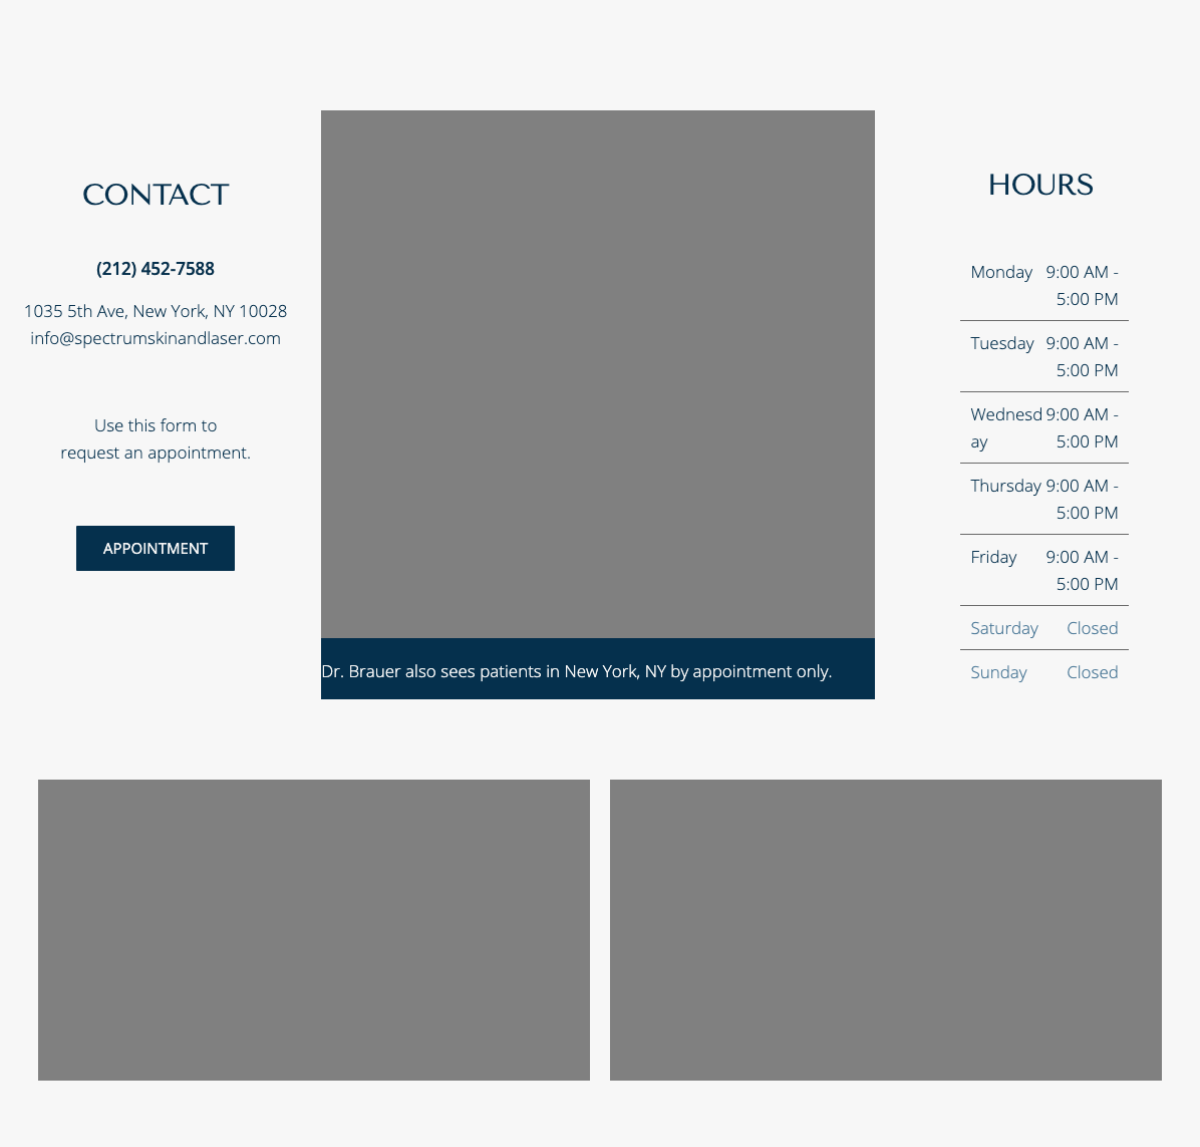 CONTACT
(212) 452-7588
1035 5th Ave, New York, NY 10028
info@spectrumskinandlaser.com
Use this form to
request an appointment.
APPOINTMENT
Dr. Brauer also sees patients in New York, NY by appointment only.
HOURS
Monday 9:00 AM -
5:00 PM
Tuesday 9:00 AM -
5:00 PM
Wednesd 9:00 AM -
ay 5:00 PM
Thursday 9:00 AM -
5:00 PM
Friday 9:00 AM -
5:00 PM
Saturday Closed
Sunday Closed